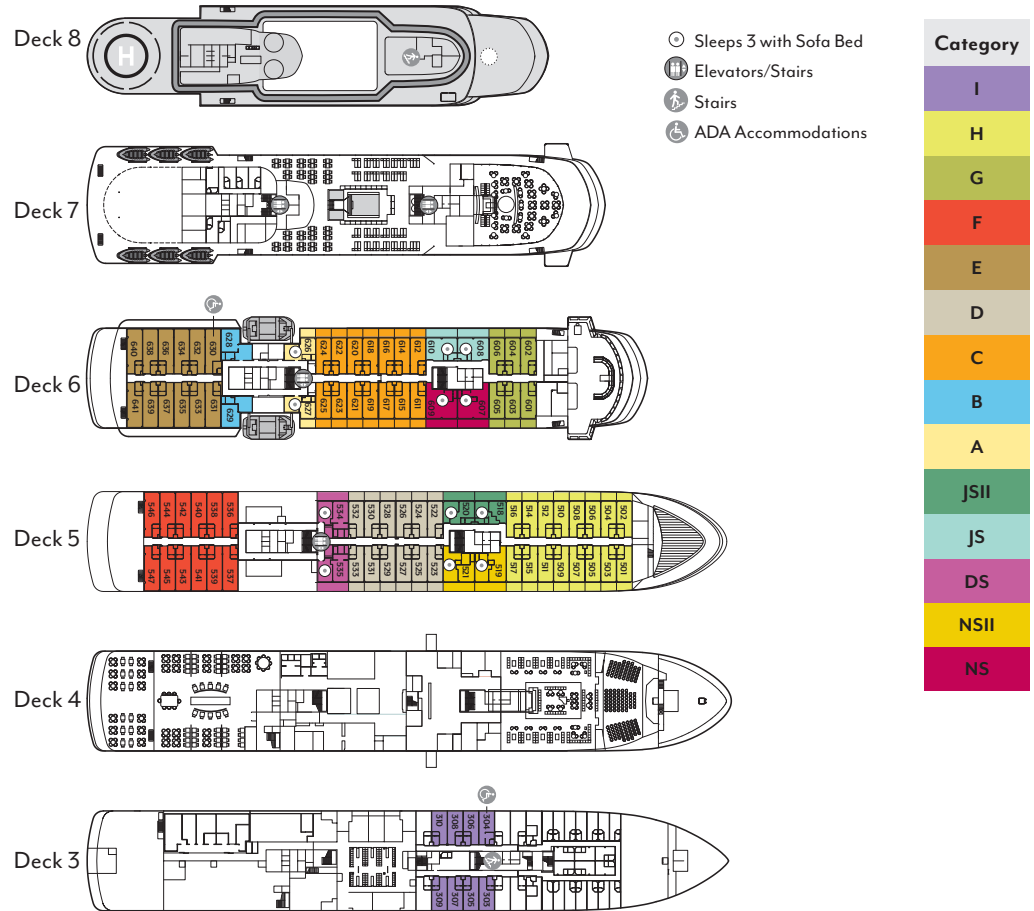 Deck 8
H
Sleeps 3 with Sofa Bed
Elevators/Stairs
Stairs
ADA Accommodations
Category
I
H
G
F
E
D
C
B
A
JSII
JS
DS
NSII
NS
Deck 7
Deck 6
640 638 636 634 632 630 628 626 624 622 620 618 616 614 612 610 608 606 604 602
641 639 637 635 633 631 629 627 625 623 621 619 617 615 611 609 607 605 603 601
Deck 5
546 544 542 540 538 536 534 532 530 528 526 524 522 520 518 516 514 512 510 508 506 504 502
547 545 543 541 539 537 535 533 531 529 527 525 523 521 519 517 515 511 509 507 505 503 501
Deck 4
Deck 3
310 308 306 304
309 307 305 303